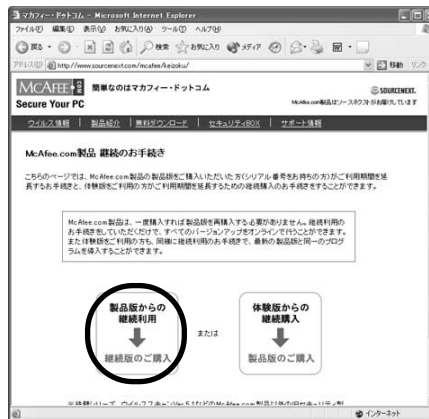 マカフィー・ドットコム - Microsoft Internet Explorer
ファイル(F) 編集(E) 表示(V) お気に入り(A) ツール(T) ヘルプ(H)
戻る 検索 お気に入り メディア
アドレス(D) http://www.sourcenext.com/mcafee/keizoku/ 移動 リンク
McAFEE 簡単なのはマカフィー・ドットコム SOURCENEXT.
Secure Your PC McAfee.com製品はソースネクストがお届けしています
ウイルス情報 | 製品紹介 | 無料ダウンロード | セキュリティBOX | サポート情報
McAfee.com製品 継続のお手続き
こちらのページでは、McAfee.com製品の製品版をご購入いただいた方(シリアル番号をお持ちの方)がご利用期間を延
長するお手続きと、体験版をご利用の方がご利用期間を延長するための継続購入のお手続きをすることができます。
McAfee.com製品は、一度購入すれば製品版を再購入する必要がありません。継続利用の
お手続きをしていただくだけで、すべてのバージョンアップをオンラインで行うことができます。
また体験版をご利用の方も、同様に継続利用のお手続きで、最新の製品版と同一のプログ
ラムを導入することができます。
製品版からの
継続利用
継続版のご購入
または
体験版からの
継続購入
製品版のご購入
インターネット